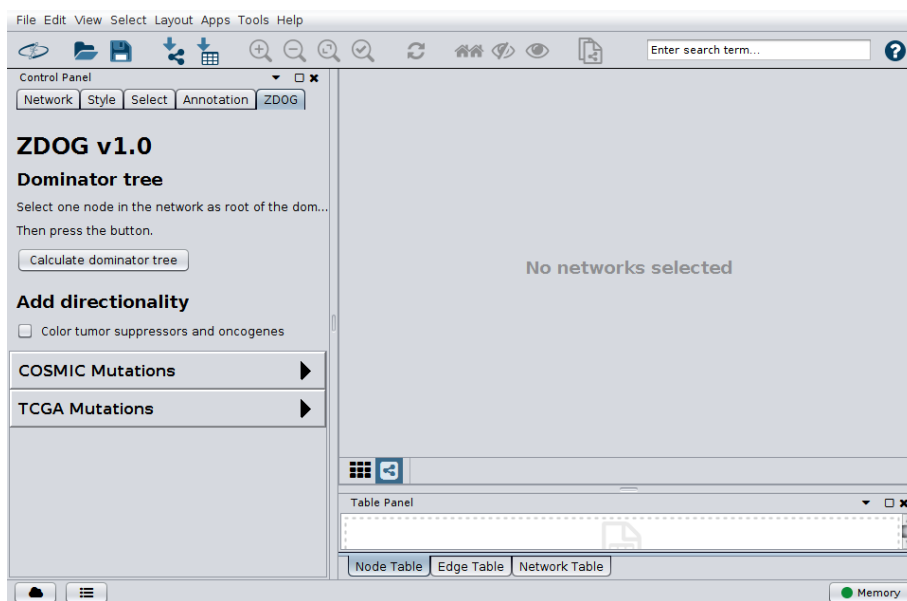 File Edit View Select Layout Apps Tools Help
Enter search term...
Control Panel
Network Style Select Annotation ZDOG
ZDOG v1.0
Dominator tree
Select one node in the network as root of the dom...
Then press the button.
Calculate dominator tree
Add directionality
Color tumor suppressors and oncogenes
COSMIC Mutations
TCGA Mutations
No networks selected
Table Panel
Node Table Edge Table Network Table
Memory